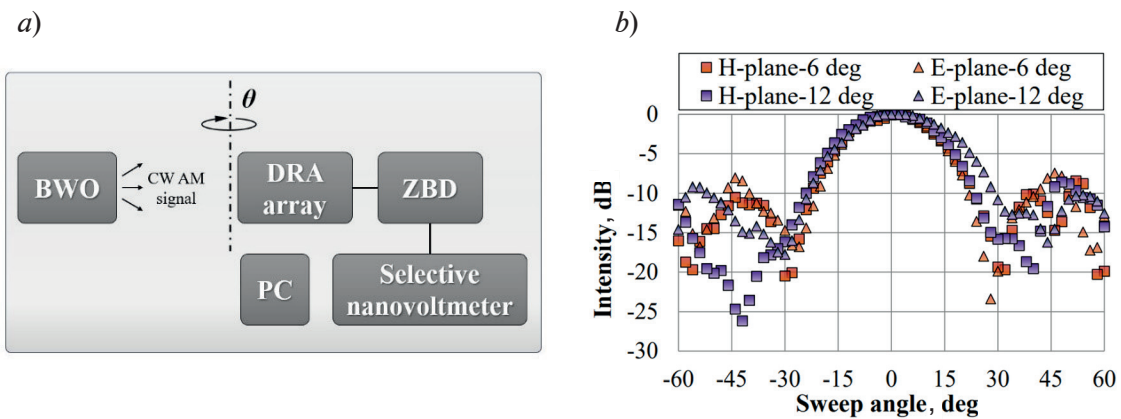 a)
θ
BWO
CW AM
signal
DRA
array
ZBD
PC
Selective
nanovoltmeter
b)
H-plane-6 deg
E-plane-6 deg
H-plane-12 deg
E-plane-12 deg
Intensity, dB
0
-5
-10
-15
-20
-25
-30
-60 -45 -30 -15 0 15 30 45 60
Sweep angle, deg